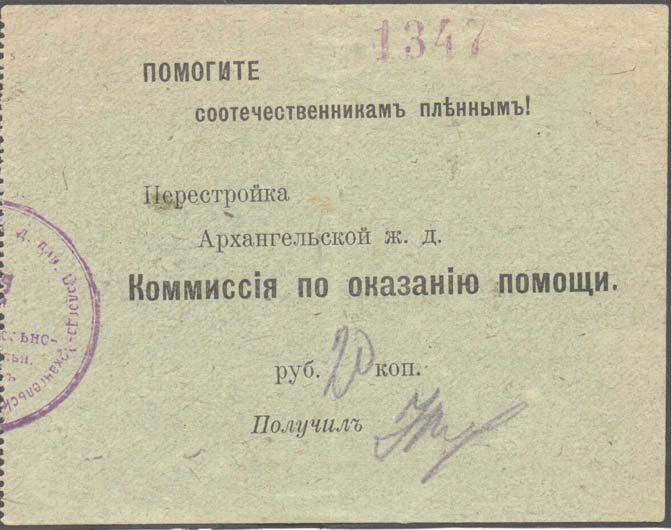 1347
ПОМОГИТЕ
соотечественникамъ плѣннымъ!
Перестройка
Архангельской ж. д.
Коммиссія по оказанію помощи.
руб. 20 коп.
Получилъ